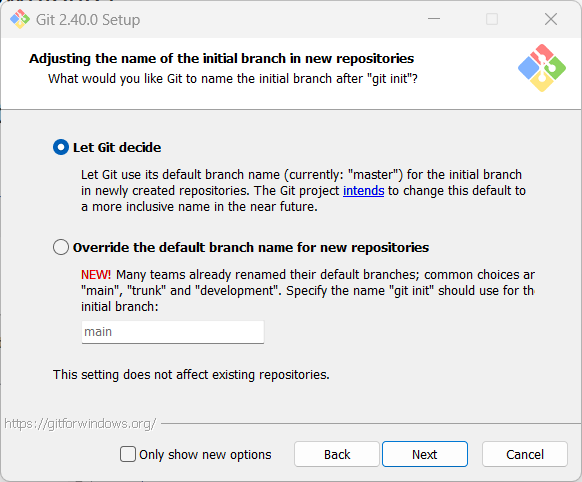 Git 2.40.0 Setup
Adjusting the name of the initial branch in new repositories
What would you like Git to name the initial branch after "git init"?
Let Git decide
Let Git use its default branch name (currently: "master") for the initial branch
in newly created repositories. The Git project intends to change this default to
a more inclusive name in the near future.
Override the default branch name for new repositories
NEW! Many teams already renamed their default branches; common choices ar
"main", "trunk" and "development". Specify the name "git init" should use for the
initial branch:
main
This setting does not affect existing repositories.
https://gitforwindows.org/
Only show new options
Back
Next
Cancel